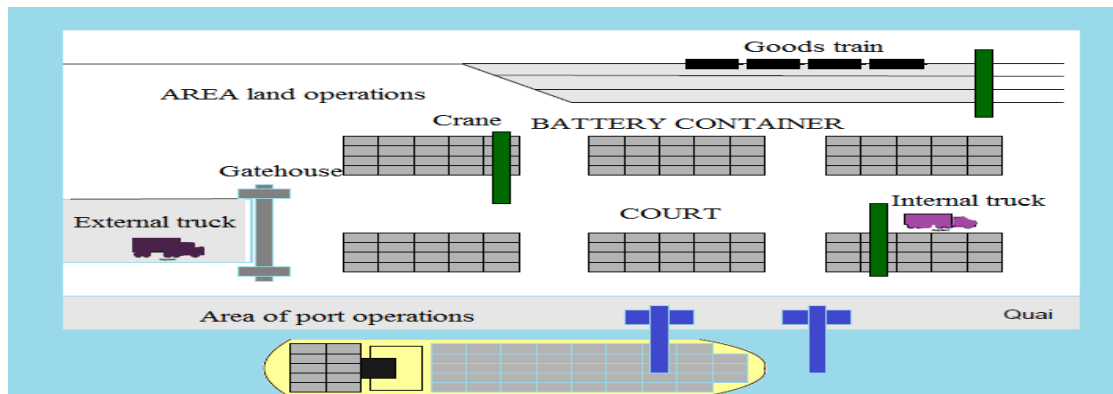 Goods train
AREA land operations
Crane
BATTERY CONTAINER
Gatehouse
Internal truck
External truck
COURT
Area of port operations
Quai